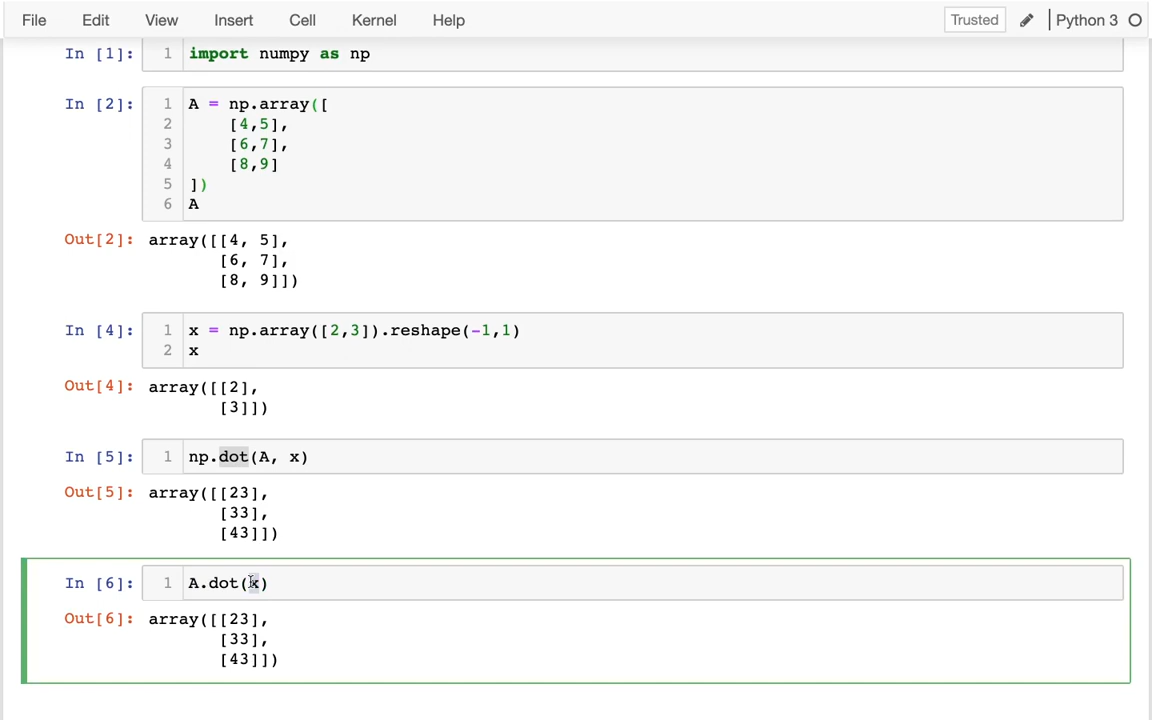 File Edit View Insert Cell Kernel Help Trusted Python 3
In [1]: 1 import numpy as np
In [2]: 1 A = np.array([
2 [4,5],
3 [6,7],
4 [8,9]
5 ])
6 A
Out[2]: array([[4, 5],
[6, 7],
[8, 9]])
In [4]: 1 x = np.array([2,3]).reshape(-1,1)
2 x
Out[4]: array([[2],
[3]])
In [5]: 1 np.dot(A, x)
Out[5]: array([[23],
[33],
[43]])
In [6]: 1 A.dot(x)
Out[6]: array([[23],
[33],
[43]])